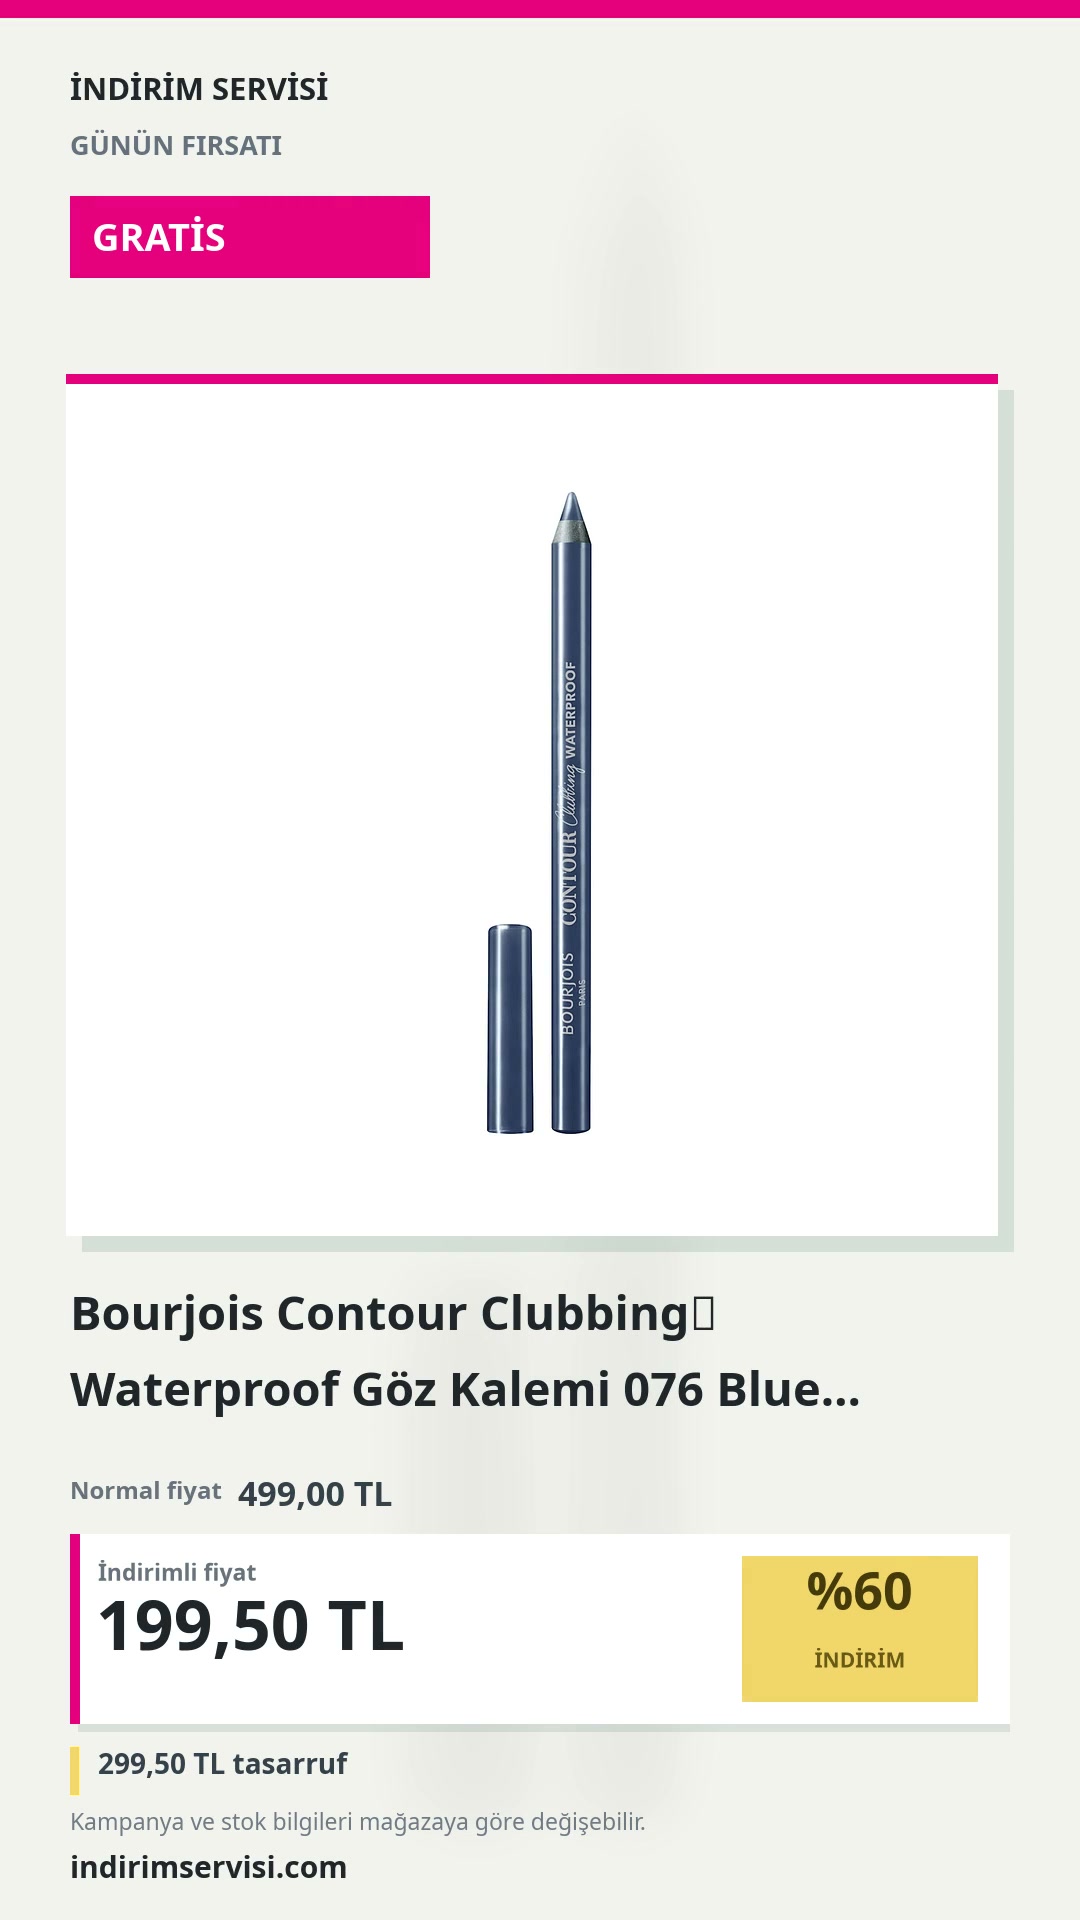 İNDİRİM SERVİSİ
GÜNÜN FIRSATI
GRATİS
BOURJOIS PARIS CONTOUR Clubbing WATERPROOF
Bourjois Contour Clubbing
Waterproof Göz Kalemi 076 Blue...
Normal fiyat 499,00 TL
İndirimli fiyat
199,50 TL
%60
İNDİRİM
299,50 TL tasarruf
Kampanya ve stok bilgileri mağazaya göre değişebilir.
indirimservisi.com